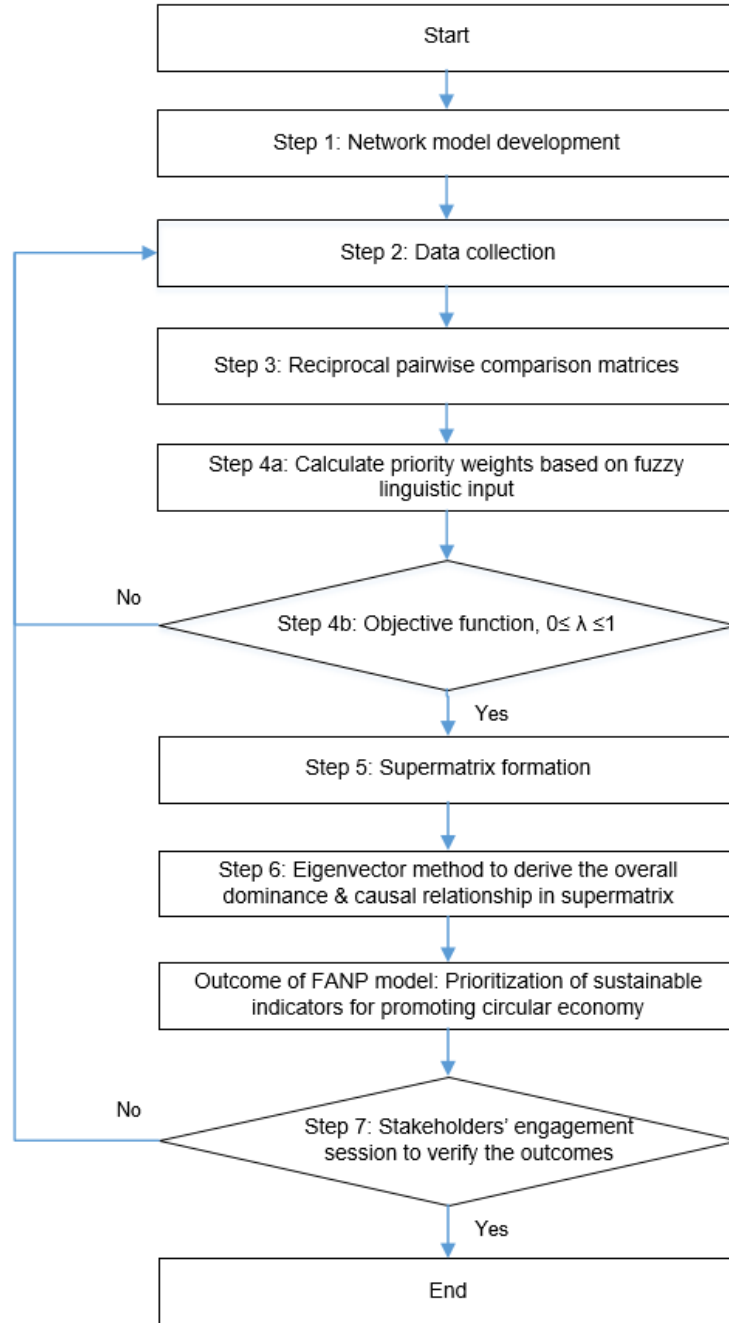 Start
Step 1: Network model development
Step 2: Data collection
Step 3: Reciprocal pairwise comparison matrices
Step 4a: Calculate priority weights based on fuzzy
linguistic input
No
Step 4b: Objective function, 0≤ λ ≤1
Yes
Step 5: Supermatrix formation
Step 6: Eigenvector method to derive the overall
dominance & causal relationship in supermatrix
Outcome of FANP model: Prioritization of sustainable
indicators for promoting circular economy
No
Step 7: Stakeholders’ engagement
session to verify the outcomes
Yes
End